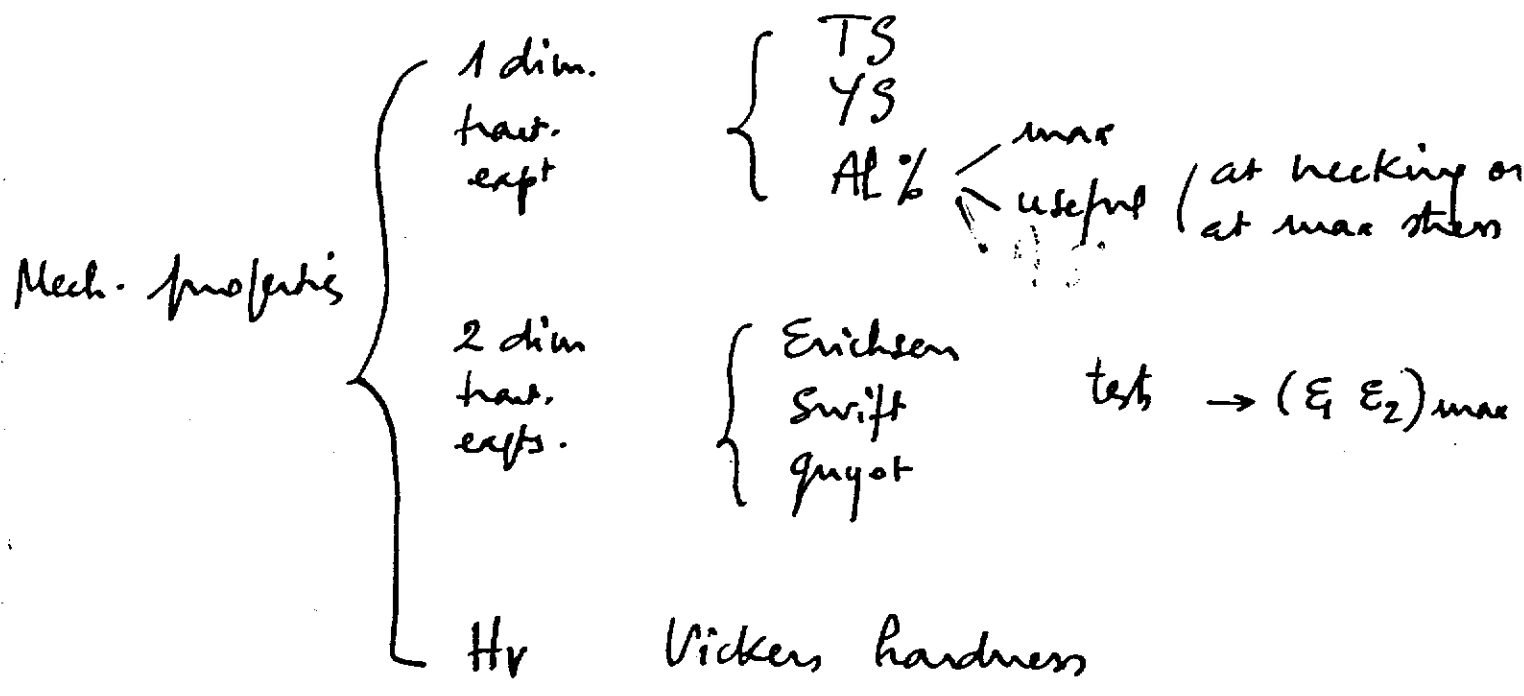 Mech. properties
1 dim.
tract.
expt
TS
YS
Al %
max
useful
at necking or
at max stress
2 dim
tract.
expts.
Erichsen
Swift
guyot
tests → (ε1 ε2) max
Hv Vickers hardness